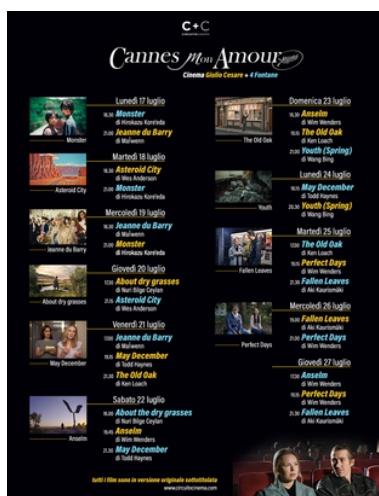 C+C
CIRCUITOCINEMA
Cannes Mon Amour
Cinema Giulio Cesare + 4 Fontane
Lunedì 17 luglio
18.30 Monster
di Hirokazu Kore'eda
21.00 Jeanne du Barry
di Maïwenn
Monster
Martedì 18 luglio
18.30 Asteroid City
di Wes Anderson
21.00 Monster
di Hirokazu Kore'eda
Asteroid City
Mercoledì 19 luglio
18.30 Jeanne du Barry
di Maïwenn
21.00 Monster
di Hirokazu Kore'eda
Jeanne du Barry
Giovedì 20 luglio
17.30 About dry grasses
di Nuri Bilge Ceylan
21.15 Asteroid City
di Wes Anderson
About dry grasses
Venerdì 21 luglio
17.00 Jeanne du Barry
di Maïwenn
19.15 May December
di Todd Haynes
21.30 The Old Oak
di Ken Loach
May December
Sabato 22 luglio
16.00 About the dry grasses
di Nuri Bilge Ceylan
19.45 Anselm
di Wim Wenders
21.30 May December
di Todd Haynes
Anselm
Domenica 23 luglio
16.30 Anselm
di Wim Wenders
18.15 The Old Oak
di Ken Loach
21.00 Youth (Spring)
di Wang Bing
The Old Oak
Lunedì 24 luglio
18.15 May December
di Todd Haynes
20.30 Youth (Spring)
di Wang Bing
Youth
Martedì 25 luglio
17.00 The Old Oak
di Ken Loach
19.15 Perfect Days
di Wim Wenders
21.30 Fallen Leaves
di Aki Kaurismäki
Fallen Leaves
Mercoledì 26 luglio
19.00 Fallen Leaves
di Aki Kaurismäki
21.00 Perfect Days
di Wim Wenders
Perfect Days
Giovedì 27 luglio
17.30 Anselm
di Wim Wenders
19.15 Perfect Days
di Wim Wenders
21.30 Fallen Leaves
di Aki Kaurismäki
tutti i film sono in versione originale sottotitolata
www.circuitocinema.com